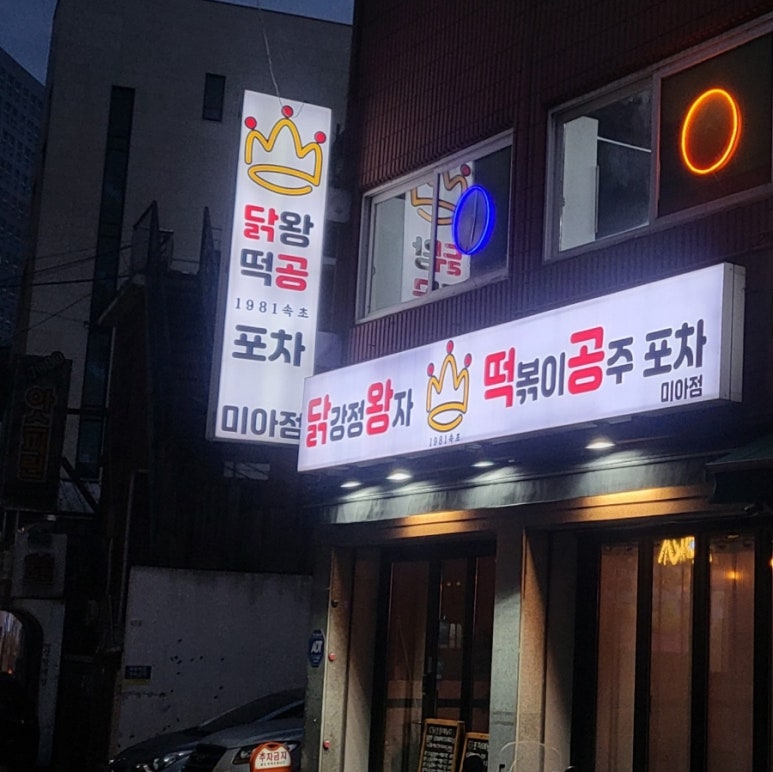 닭왕
떡공
1981속초
포차
미아점
닭강정왕자
1981속초
떡볶이공주 포차
미아점
ADT
주차금지